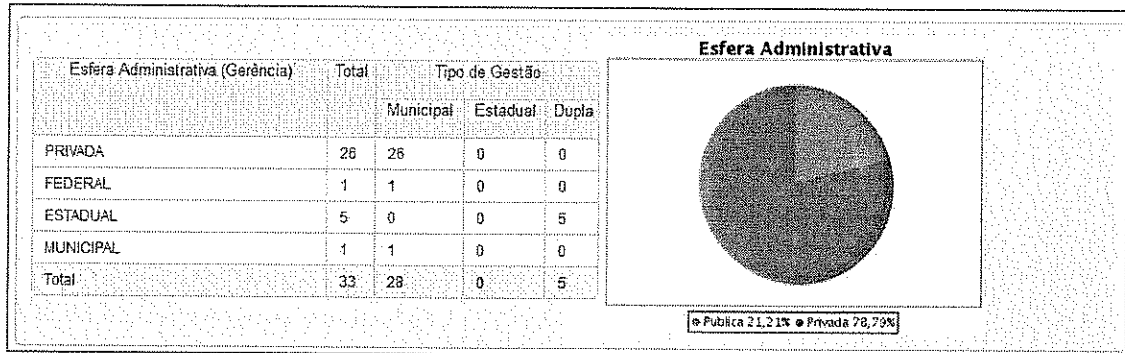 Esfera Administrativa (Gerência) Total Tipo de Gestão
Municipal Estadual Dupla
PRIVADA 26 26 0 0
FEDERAL 1 1 0 0
ESTADUAL 5 0 0 5
MUNICIPAL 1 1 0 0
Total 33 28 0 5
Esfera Administrativa
Publica 21,21% Privada 78,79%